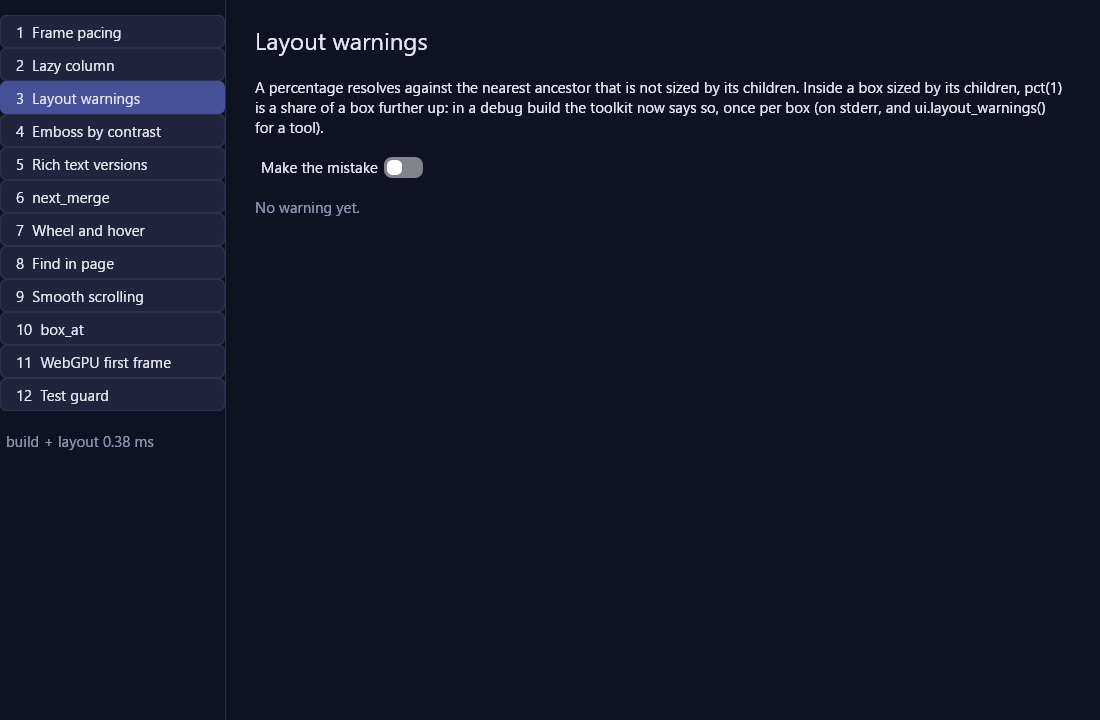 1 Frame pacing
2 Lazy column
3 Layout warnings
4 Emboss by contrast
5 Rich text versions
6 next_merge
7 Wheel and hover
8 Find in page
9 Smooth scrolling
10 box_at
11 WebGPU first frame
12 Test guard
build + layout 0.38 ms
Layout warnings
A percentage resolves against the nearest ancestor that is not sized by its children. Inside a box sized by its children, pct(1)
is a share of a box further up: in a debug build the toolkit now says so, once per box (on stderr, and ui.layout_warnings()
for a tool).
Make the mistake
No warning yet.